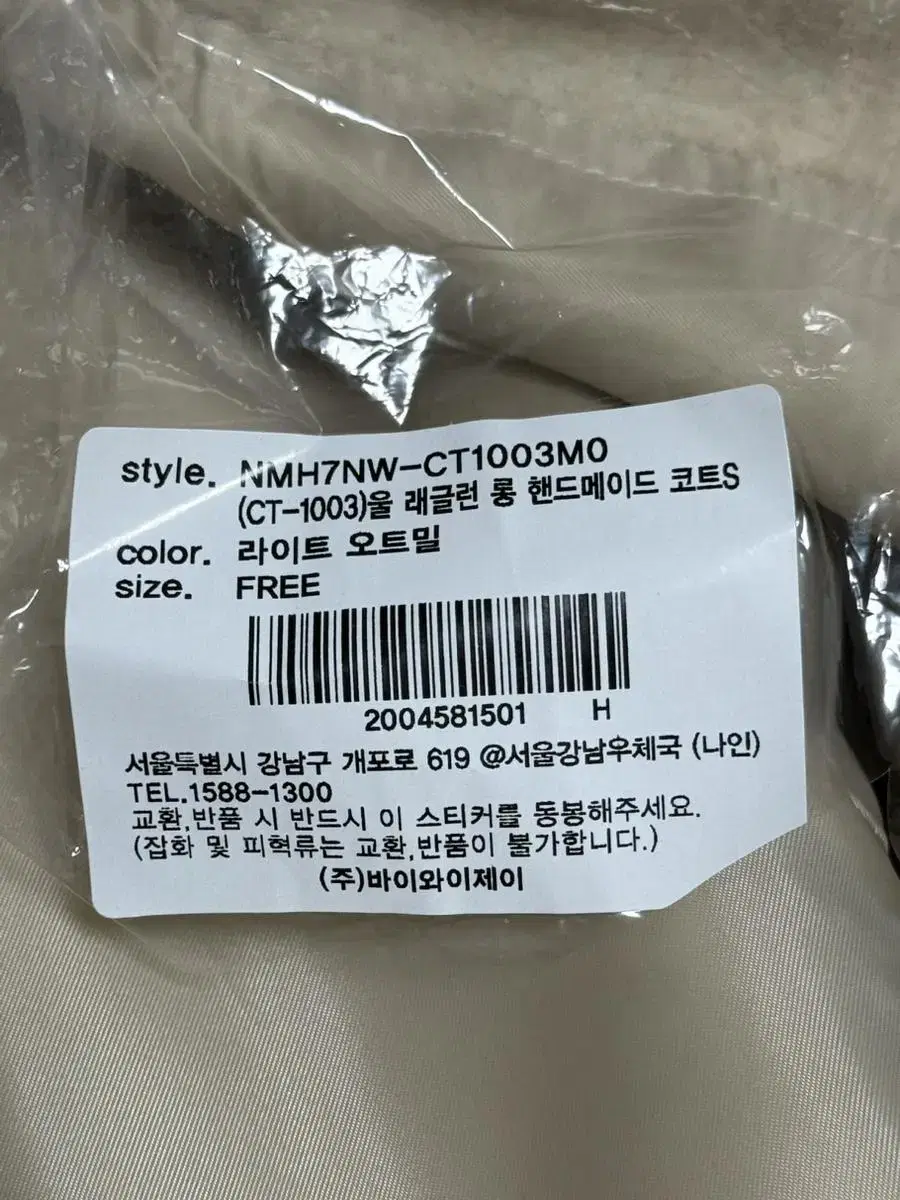 style. NMH7NW-CT1003M0
(CT-1003)울 래글런 롱 핸드메이드 코트S
color. 라이트 오트밀
size. FREE
2004581501 H
서울특별시 강남구 개포로 619 @서울강남우체국 (나인)
TEL.1588-1300
교환,반품 시 반드시 이 스티커를 동봉해주세요.
(잡화 및 피혁류는 교환,반품이 불가합니다.)
(주)바이와이제이